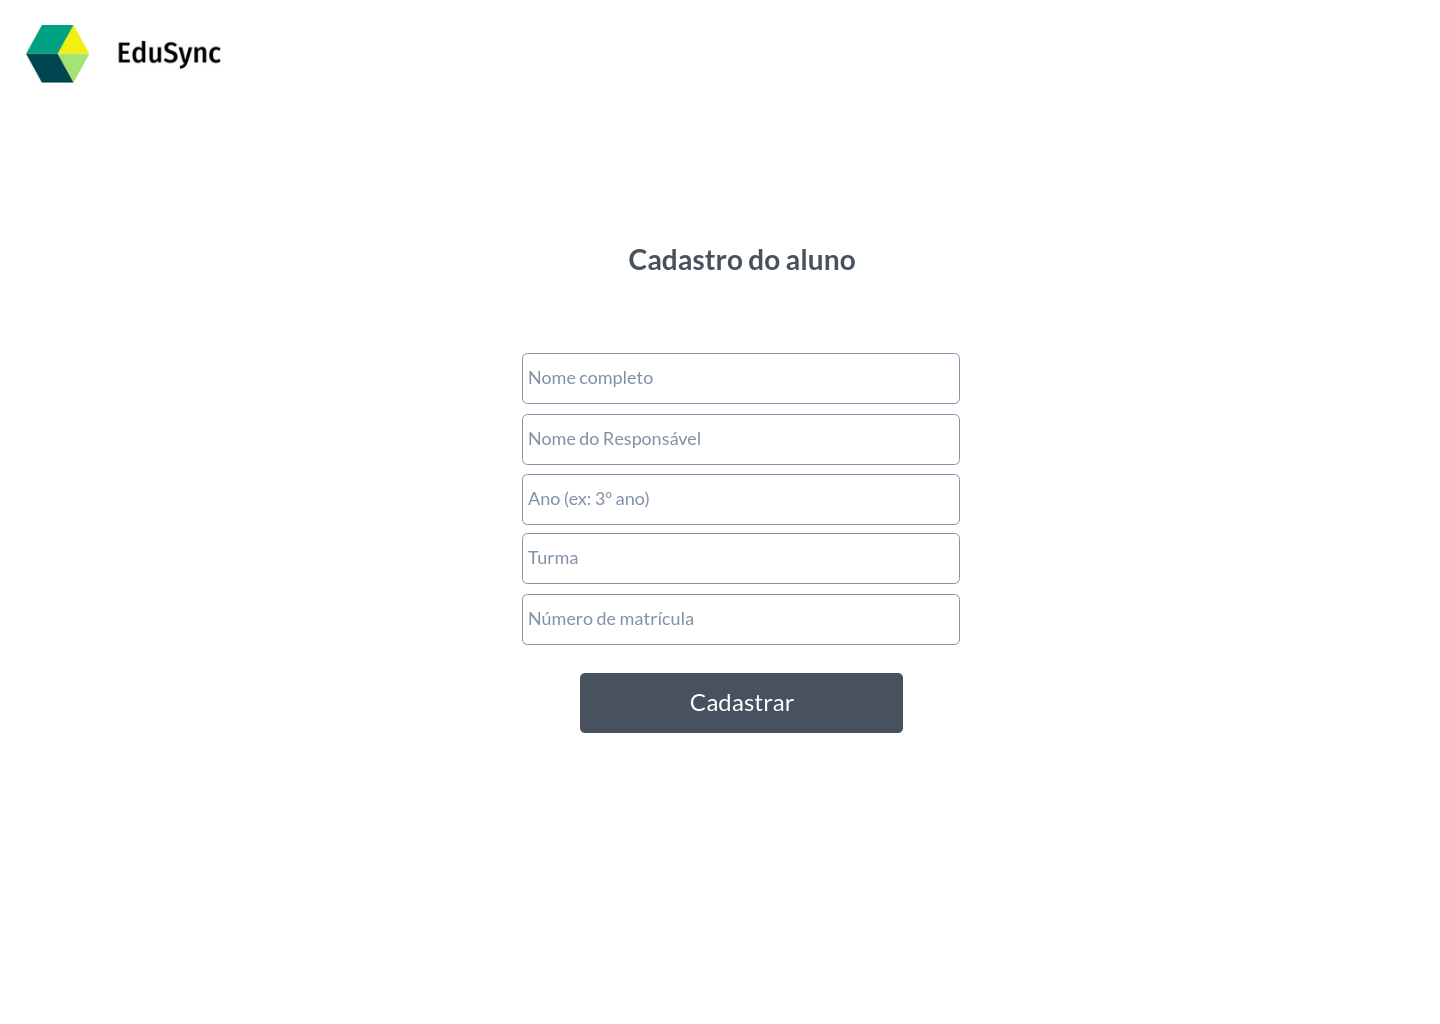 EduSync
Cadastro do aluno
Nome completo
Nome do Responsável
Ano (ex: 3º ano)
Turma
Número de matrícula
Cadastrar